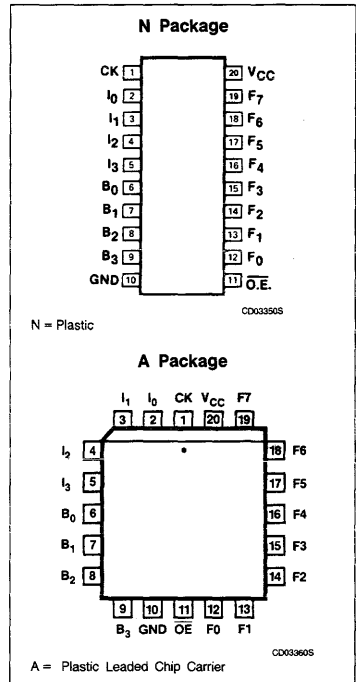 N Package
CK 1 20 VCC
I0 2 19 F7
I1 3 18 F6
I2 4 17 F5
I3 5 16 F4
B0 6 15 F3
B1 7 14 F2
B2 8 13 F1
B3 9 12 F0
GND 10 11 O.E.
CD03350S
N = Plastic
A Package
I1 I0 CK VCC F7
3 2 1 20 19
I2 4 18 F6
I3 5 17 F5
B0 6 16 F4
B1 7 15 F3
B2 8 14 F2
9 10 11 12 13
B3 GND OE F0 F1
CD03360S
A = Plastic Leaded Chip Carrier